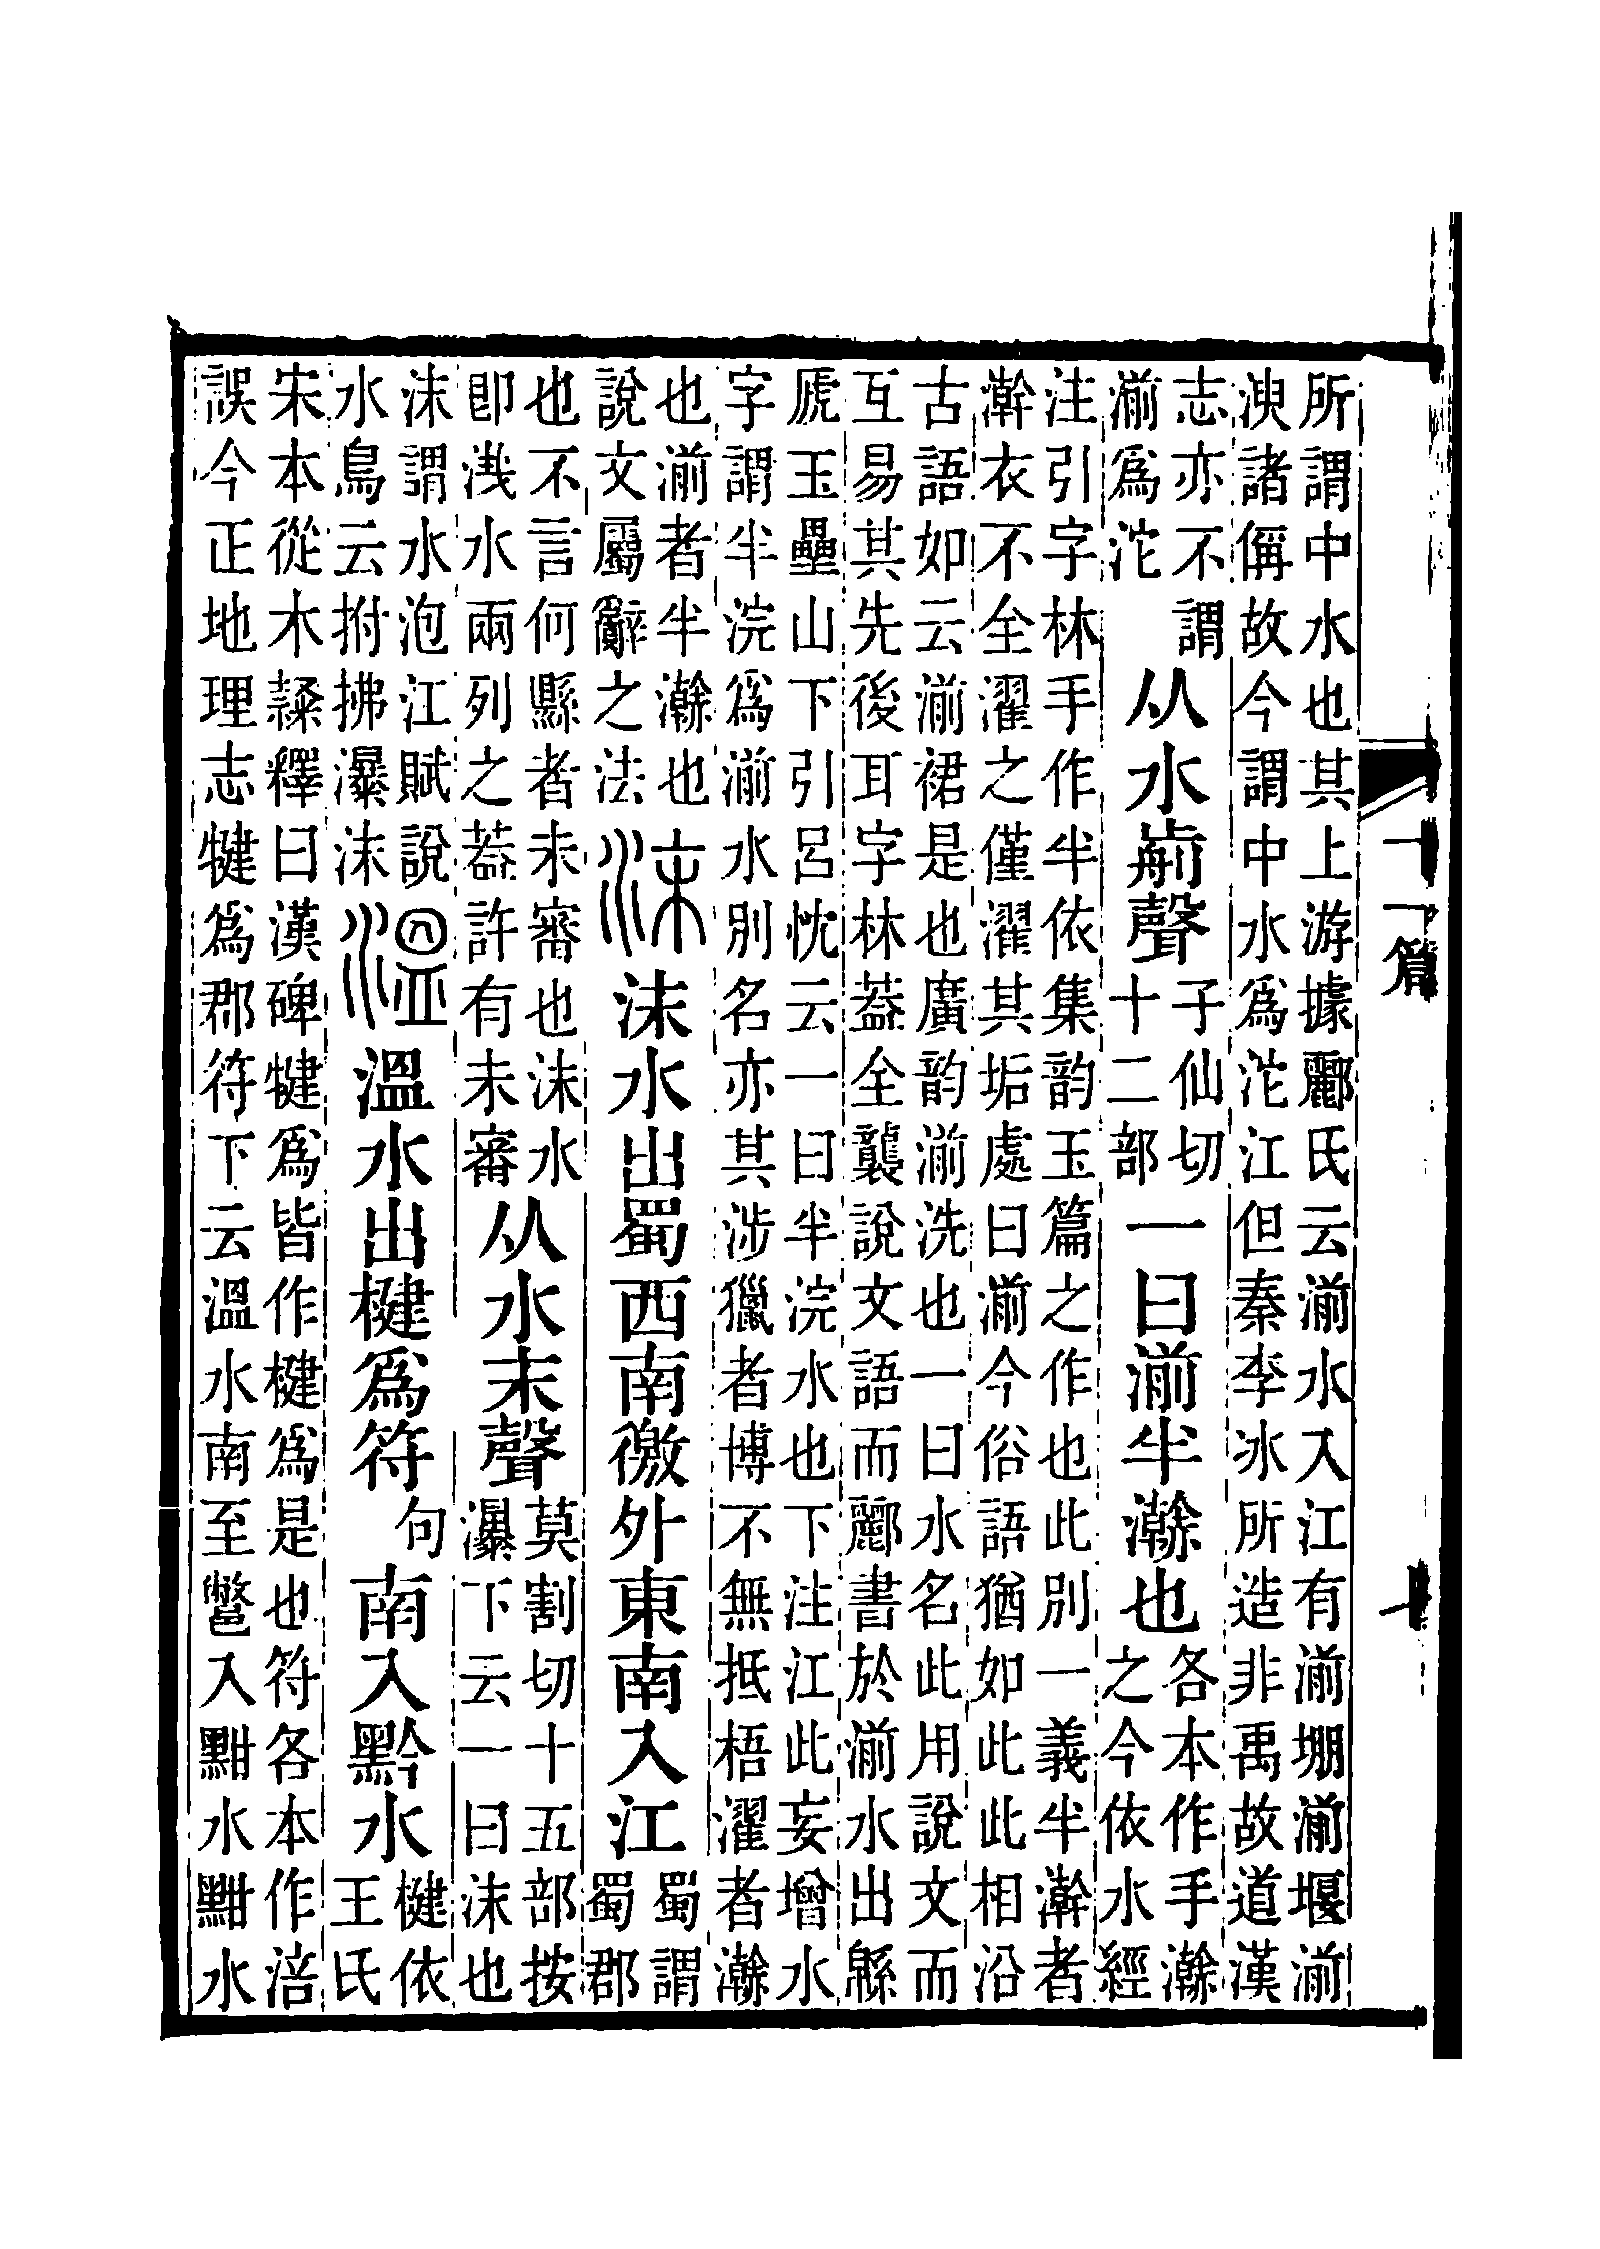 十一篇
十
所謂中水也其上游據酈氏云湔水入江有湔堋湔堰湔
洩諸偁故今謂中水爲沱江但秦李冰所造非禹故道漢
志亦不謂
湔爲沱
从水歬聲
子仙切
十二部
一曰湔半澣也
各本作手澣
之今依水經
注引字林手作半依集韵玉篇之作也此別一義半澣者
澣衣不全濯之僅濯其垢處曰湔今俗語猶如此此相沿
古語如云湔裙是也廣韵湔洗也一曰水名此用說文而
互易其先後耳字林葢全襲說文語而酈書於湔水出緜
虒玉壘山下引呂忱云一曰半浣水也下注江此妄增水
字謂半浣爲湔水別名亦其涉獵者博不無抵梧濯者澣
也湔者半澣也
說文屬辭之法
沫
沫水出蜀西南徼外東南入江
蜀謂
蜀郡
也不言何縣者未審也沫水
卽浅水兩列之葢許有未審
从水末聲
莫割切十五部按
瀑下云一曰沫也
沫謂水泡江賦說
水鳥云拊拂瀑沫
溫
溫水出楗爲符
句
南入黔水
楗依
王氏
宋本從木隸釋曰漢碑犍爲皆作楗爲是也符各本作涪
誤今正地理志犍爲郡符下云溫水南至鄨入黚水黚水